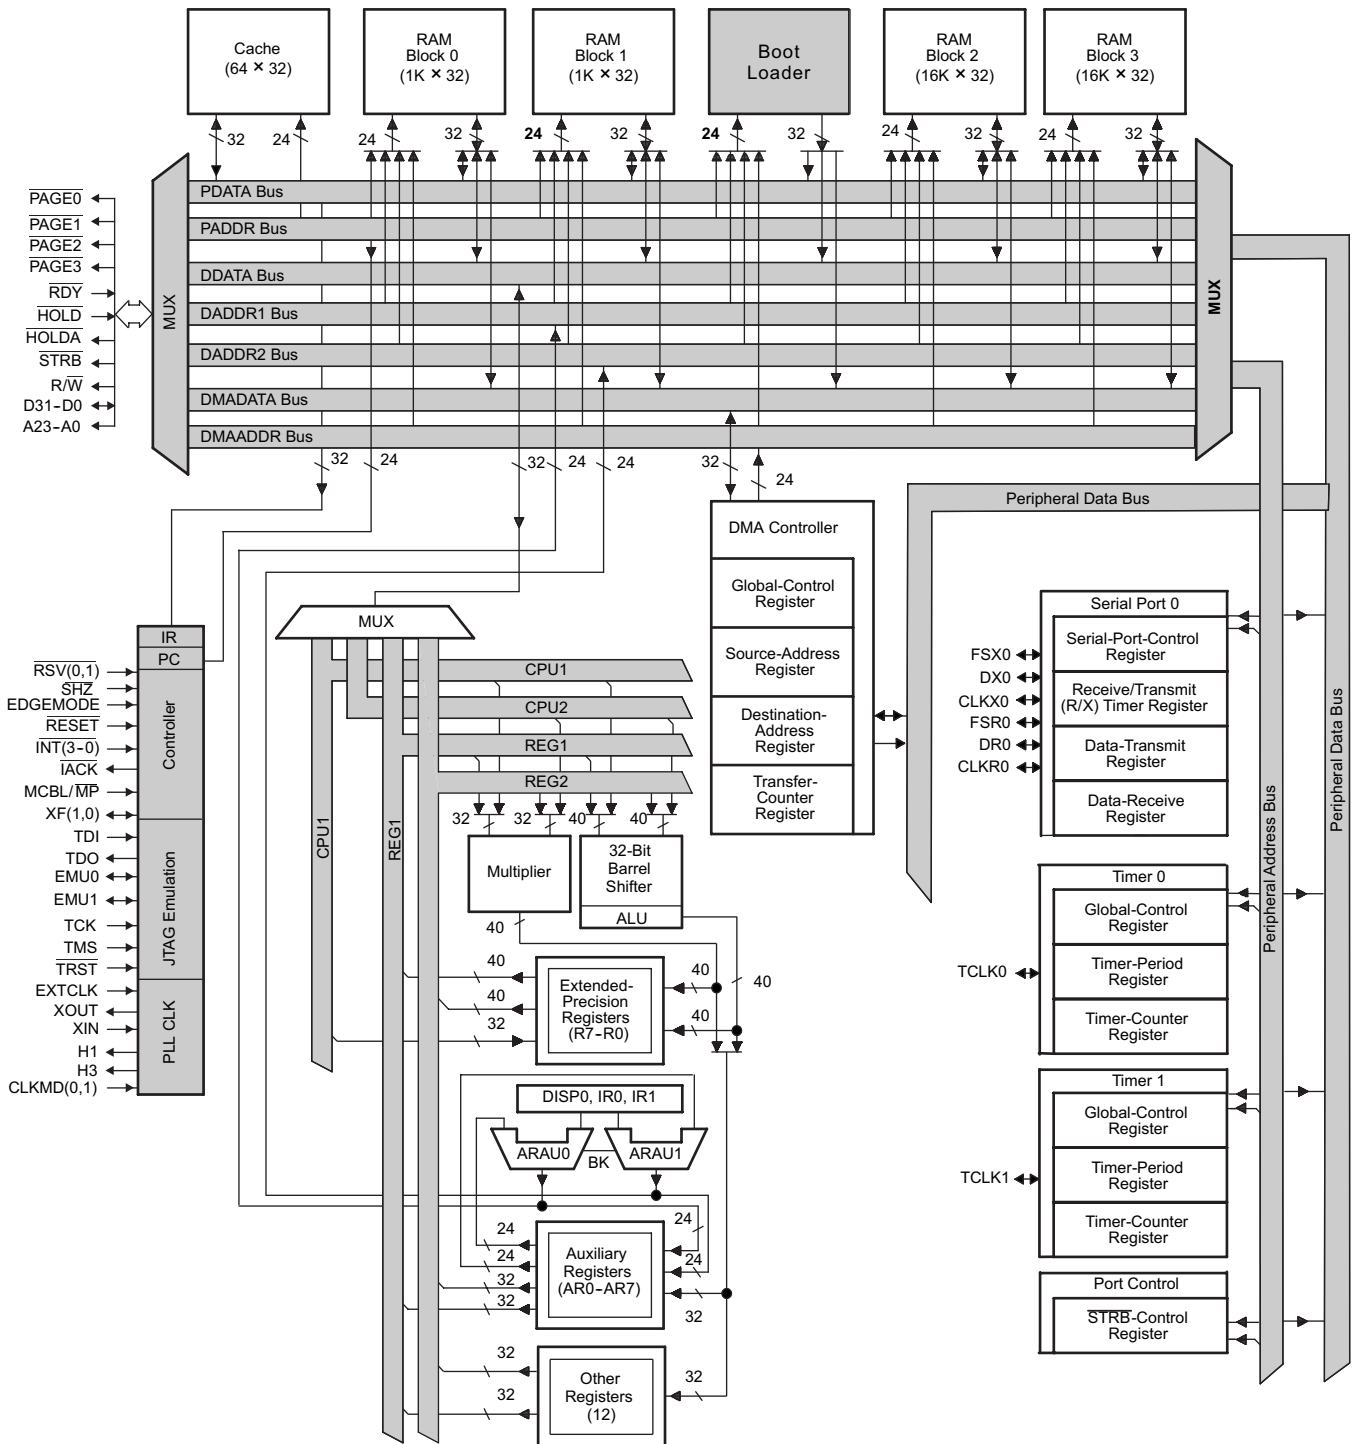 Cache
(64 × 32)
RAM
Block 0
(1K × 32)
RAM
Block 1
(1K × 32)
Boot
Loader
RAM
Block 2
(16K × 32)
RAM
Block 3
(16K × 32)
32
24
24
32
24
32
24
32
24
32
24
32
MUX
MUX
PDATA Bus
PADDR Bus
DDATA Bus
DADDR1 Bus
DADDR2 Bus
DMADATA Bus
DMAADDR Bus
PAGE0
PAGE1
PAGE2
PAGE3
RDY
HOLD
HOLDA
STRB
R/W
D31-D0
A23-A0
32
24
32
24
24
32
24
Peripheral Data Bus
DMA Controller
Global-Control
Register
Source-Address
Register
Destination-
Address
Register
Transfer-
Counter
Register
IR
PC
Controller
JTAG Emulation
PLL CLK
RSV(0,1)
SHZ
EDGEMODE
RESET
INT(3-0)
IACK
MCBL/MP
XF(1,0)
TDI
TDO
EMU0
EMU1
TCK
TMS
TRST
EXTCLK
XOUT
XIN
H1
H3
CLKMD(0,1)
MUX
CPU1
CPU2
REG1
REG2
CPU1
REG1
32
32
40
40
Multiplier
32-Bit
Barrel
Shifter
ALU
40
40
40
32
Extended-
Precision
Registers
(R7-R0)
40
40
40
DISP0, IR0, IR1
ARAU0
BK
ARAU1
24
24
32
32
Auxiliary
Registers
(AR0-AR7)
24
24
32
32
32
Other
Registers
(12)
32
Serial Port 0
Serial-Port-Control
Register
Receive/Transmit
(R/X) Timer Register
Data-Transmit
Register
Data-Receive
Register
FSX0
DX0
CLKX0
FSR0
DR0
CLKR0
Timer 0
Global-Control
Register
Timer-Period
Register
Timer-Counter
Register
TCLK0
Timer 1
Global-Control
Register
Timer-Period
Register
Timer-Counter
Register
TCLK1
Port Control
STRB-Control
Register
Peripheral Address Bus
Peripheral Data Bus